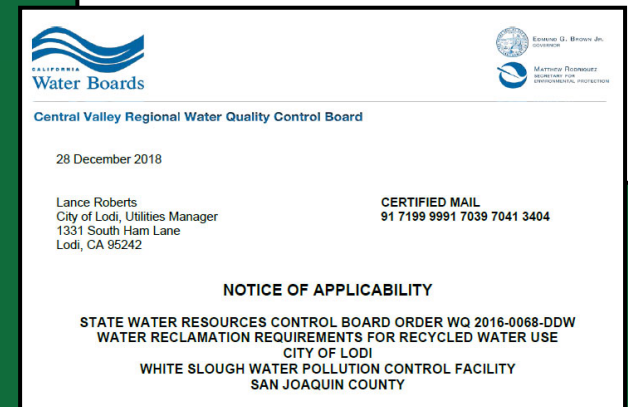 CALIFORNIA
Water Boards
EDMUND G. BROWN JR.
GOVERNOR
MATTHEW RODRIQUEZ
SECRETARY FOR
ENVIRONMENTAL PROTECTION
Central Valley Regional Water Quality Control Board
28 December 2018
Lance Roberts
City of Lodi, Utilities Manager
1331 South Ham Lane
Lodi, CA 95242
CERTIFIED MAIL
91 7199 9991 7039 7041 3404
NOTICE OF APPLICABILITY
STATE WATER RESOURCES CONTROL BOARD ORDER WQ 2016-0068-DDW
WATER RECLAMATION REQUIREMENTS FOR RECYCLED WATER USE
CITY OF LODI
WHITE SLOUGH WATER POLLUTION CONTROL FACILITY
SAN JOAQUIN COUNTY